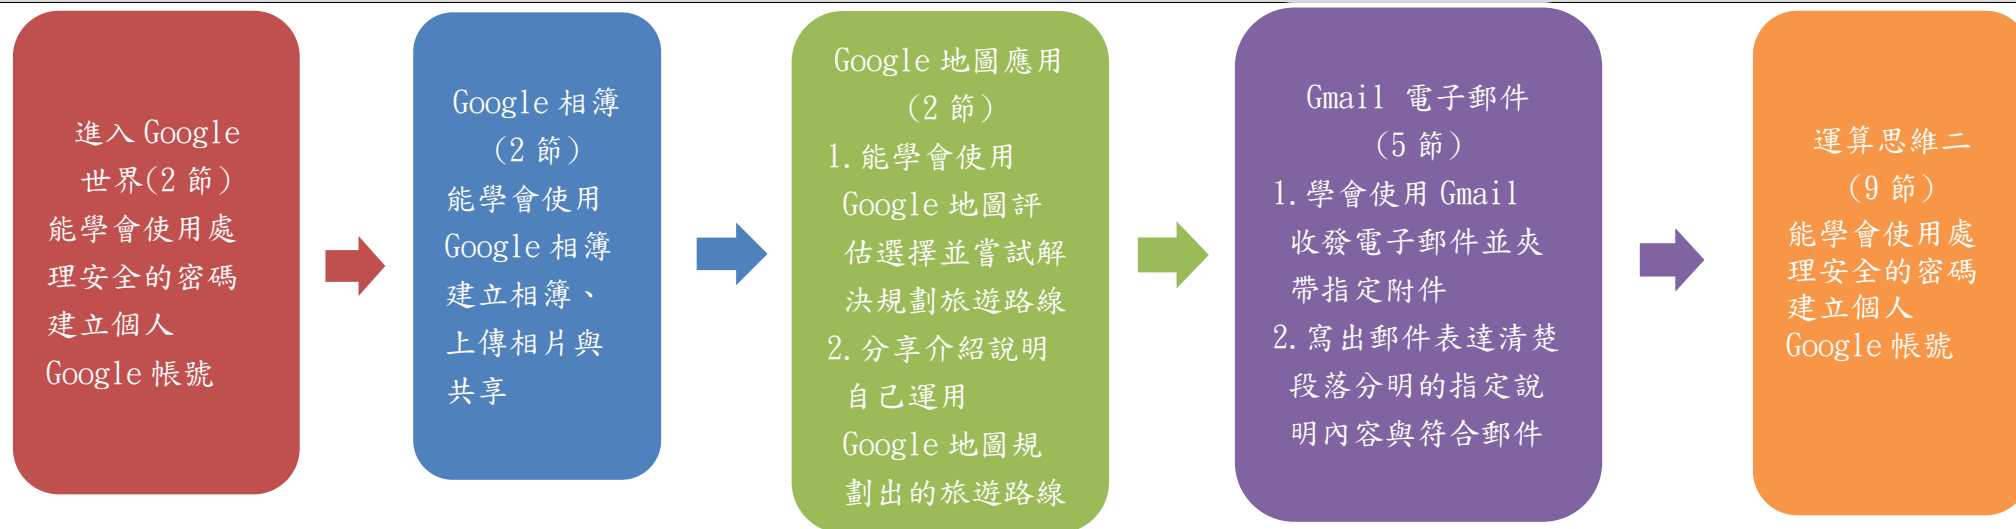 進入 Google
世界(2 節)
能學會使用處
理安全的密碼
建立個人
Google 帳號
Google 相簿
(2 節)
能學會使用
Google 相簿
建立相簿、
上傳相片與
共享
Google 地圖應用
(2 節)
1.能學會使用
Google 地圖評
估選擇並嘗試解
決規劃旅遊路線
2.分享介紹說明
自己運用
Google 地圖規
劃出的旅遊路線
Gmail 電子郵件
(5 節)
1.學會使用 Gmail
收發電子郵件並夾
帶指定附件
2.寫出郵件表達清楚
段落分明的指定說
明內容與符合郵件
運算思維二
(9 節)
能學會使用處
理安全的密碼
建立個人
Google 帳號